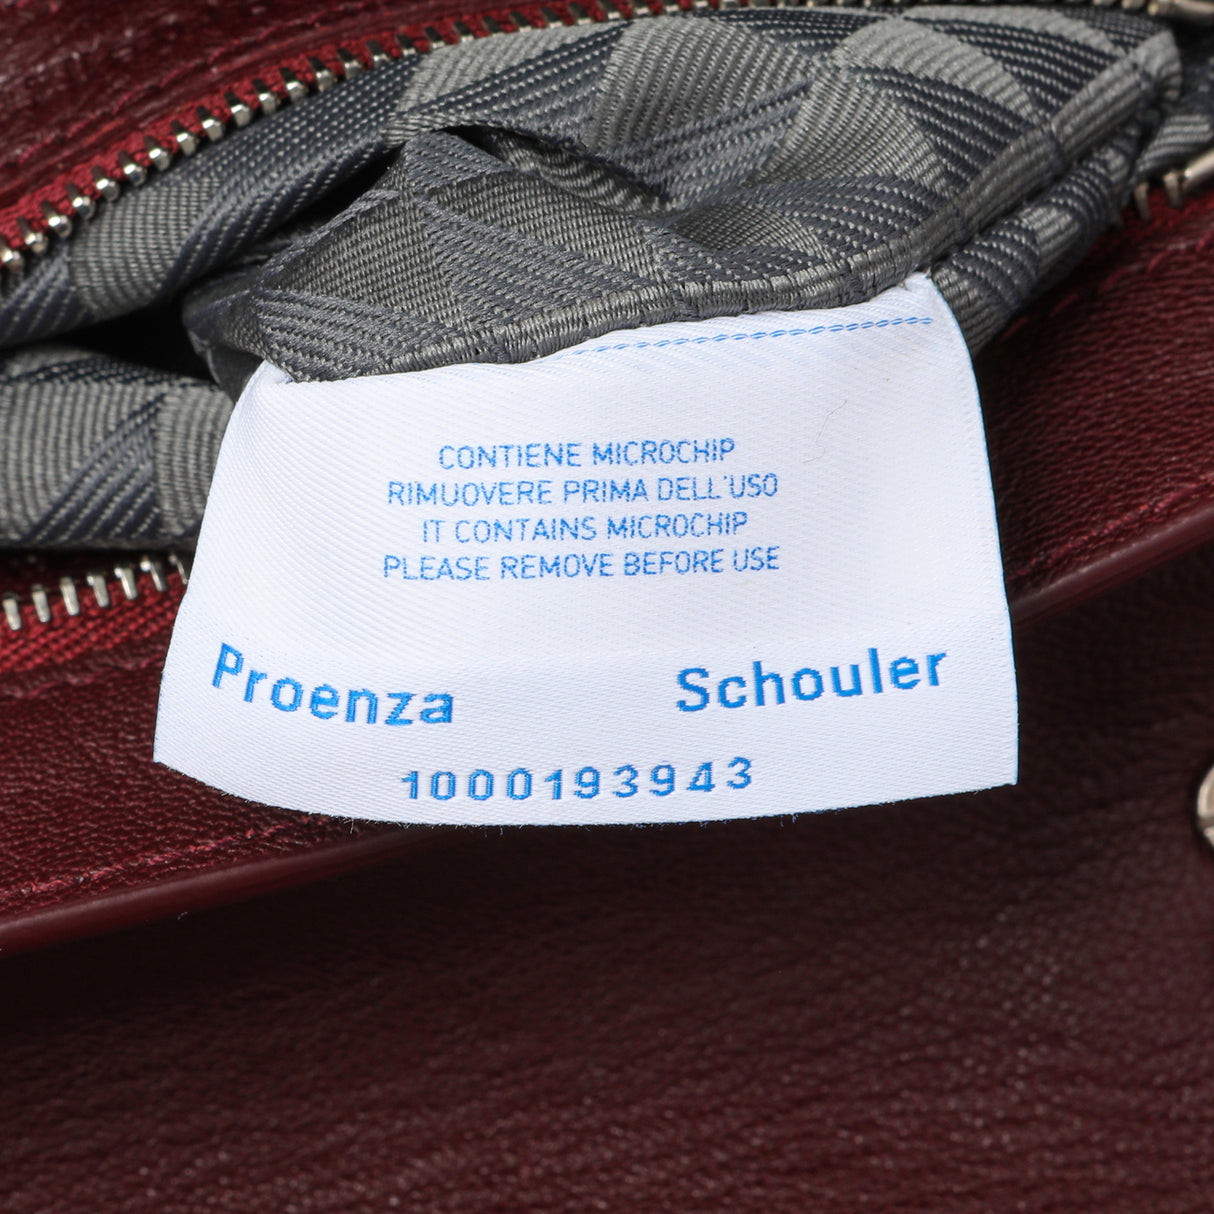 CONTIENE MICROCHIP
RIMUOVERE PRIMA DELL'USO
IT CONTAINS MICROCHIP
PLEASE REMOVE BEFORE USE
Proenza Schouler
1000193943